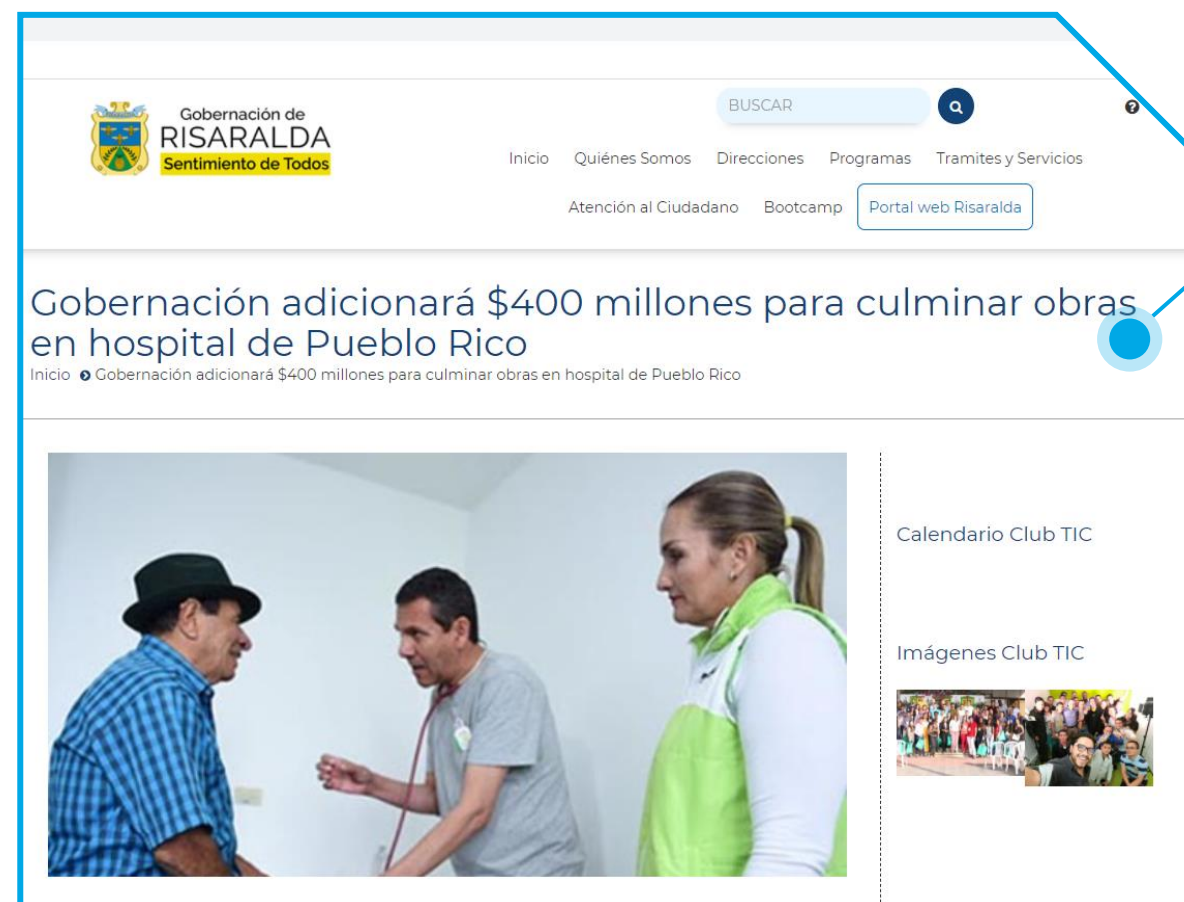 Gobernación de
RISARALDA
Sentimiento de Todos
BUSCAR
Inicio Quiénes Somos Direcciones Programas Tramites y Servicios
Atención al Ciudadano Bootcamp Portal web Risaralda
Gobernación adicionará $400 millones para culminar obras
en hospital de Pueblo Rico
Inicio Gobernación adicionará $400 millones para culminar obras en hospital de Pueblo Rico
Calendario Club TIC
Imágenes Club TIC